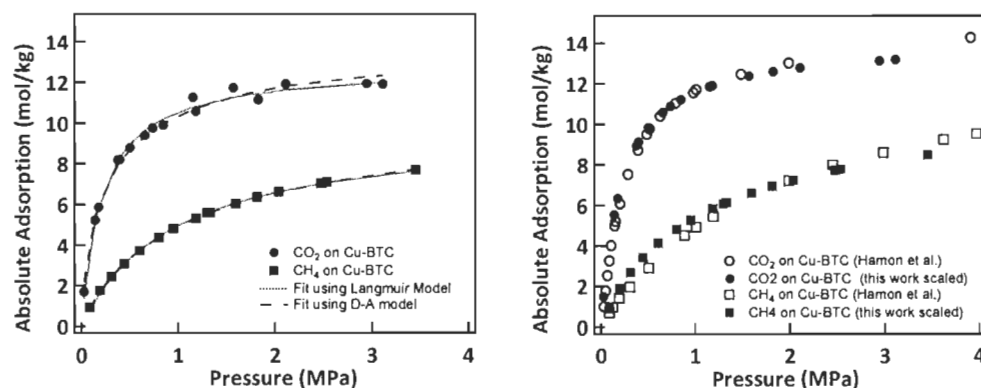 Absolute Adsorption (mol/kg)
14
12
10
8
6
4
2
0
0
1
2
3
4
Pressure (MPa)
CO₂ on Cu-BTC
CH₄ on Cu-BTC
Fit using Langmuir Model
Fit using D-A model
Absolute Adsorption (mol/kg)
14
12
10
8
6
4
2
0
0
1
2
3
4
Pressure (MPa)
CO₂ on Cu-BTC (Hamon et al.)
CO2 on Cu-BTC (this work scaled)
CH₄ on Cu-BTC (Hamon et al.)
CH4 on Cu-BTC (this work scaled)